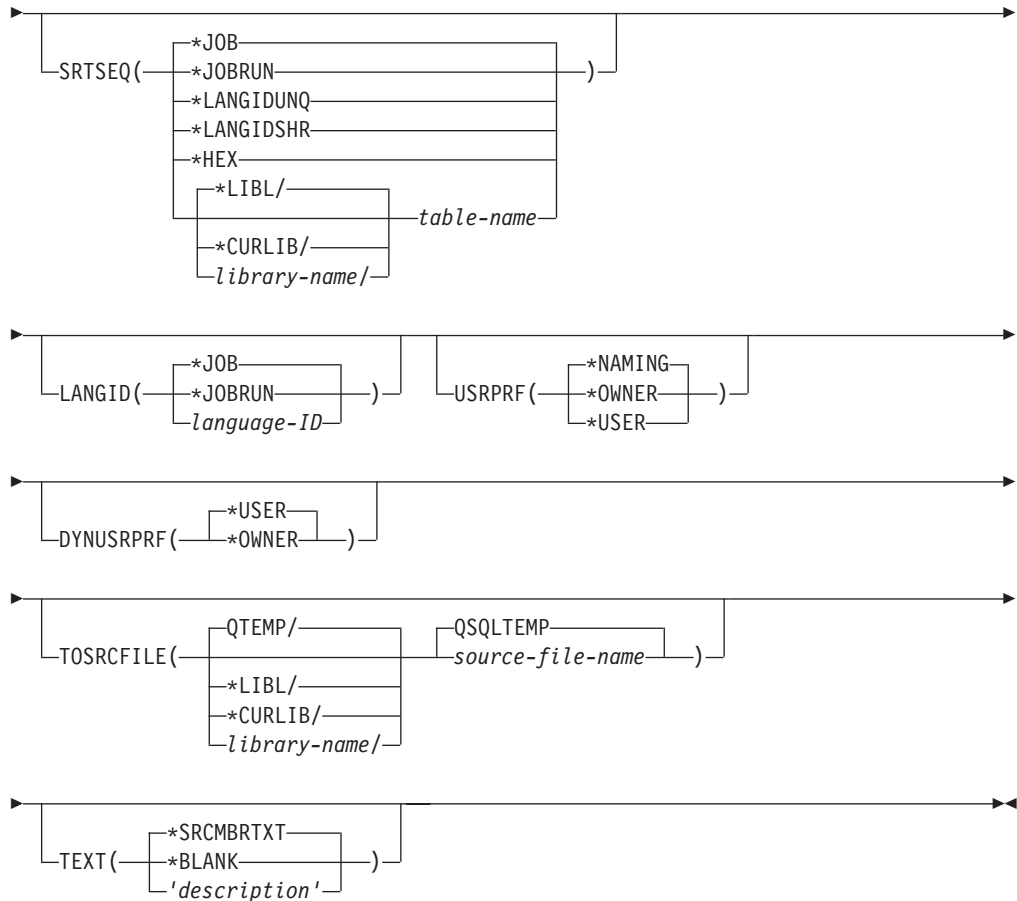 *JOB
SRTSEQ( *JOBRUN )
*LANGIDUNQ
*LANGIDSHR
*HEX
*LIBL/
table-name
*CURLIB/
library-name/
*JOB *NAMING
LANGID( *JOBRUN ) USRPRF( *OWNER )
language-ID *USER
*USER
DYNUSRPRF( *OWNER )
QTEMP/ QSQLTEMP
TOSRCFILE( source-file-name )
*LIBL/
*CURLIB/
library-name/
*SRCMBRTXT
TEXT( *BLANK )
'description'